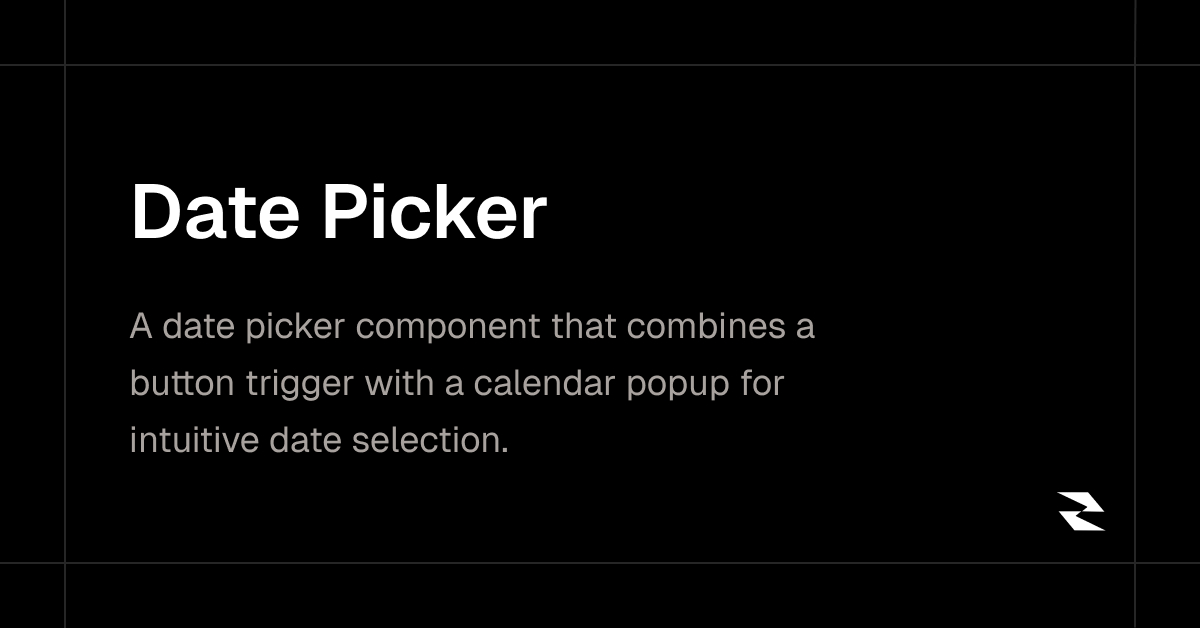 Date Picker
A date picker component that combines a
button trigger with a calendar popup for
intuitive date selection.